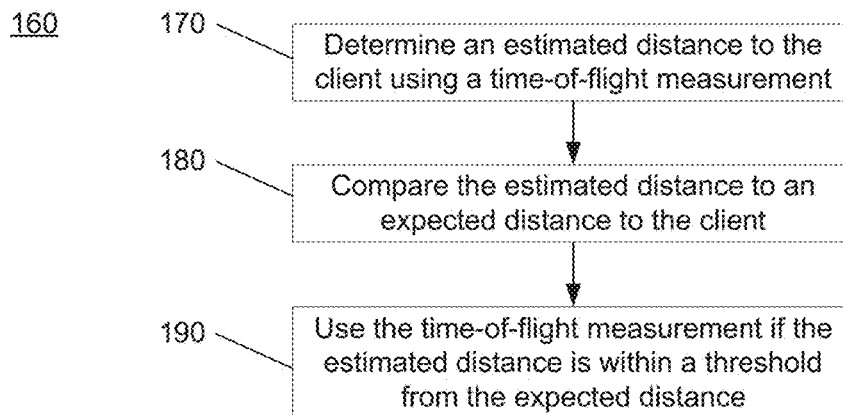 160
170
Determine an estimated distance to the
client using a time-of-flight measurement
180
Compare the estimated distance to an
expected distance to the client
190
Use the time-of-flight measurement if the
estimated distance is within a threshold
from the expected distance